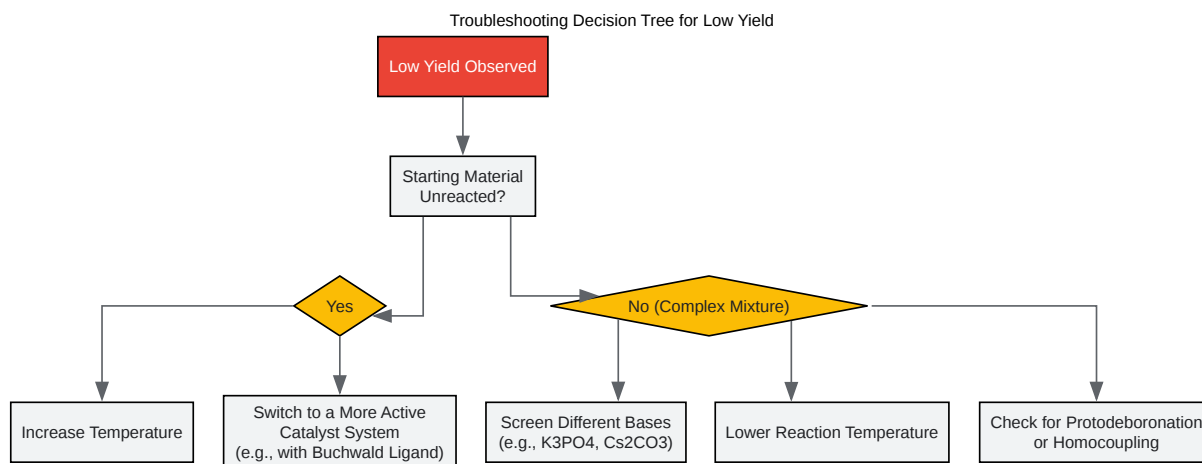 Troubleshooting Decision Tree for Low Yield
Low Yield Observed
Starting Material
Unreacted?
Yes
No (Complex Mixture)
Increase Temperature
Switch to a More Active
Catalyst System
(e.g., with Buchwald Ligand)
Screen Different Bases
(e.g., K3PO4, Cs2CO3)
Lower Reaction Temperature
Check for Protodeboronation
or Homocoupling